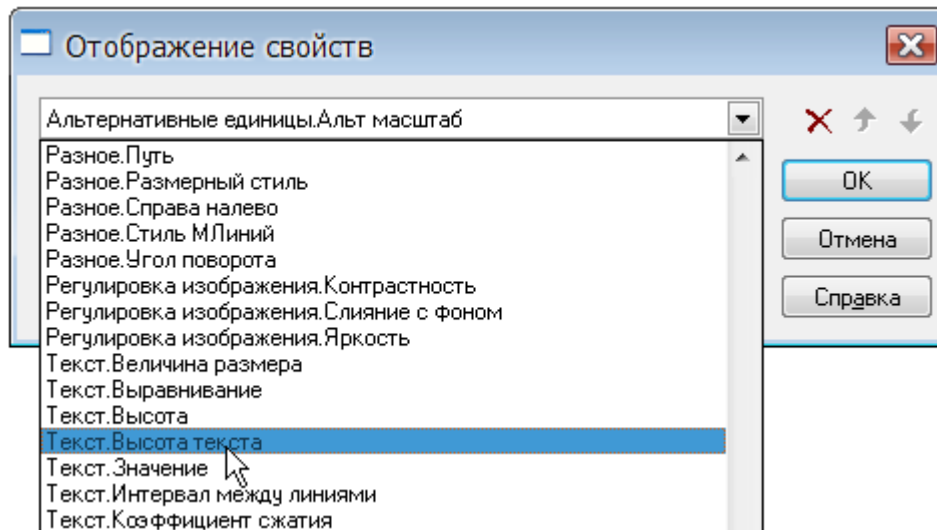 Отображение свойств
Альтернативные единицы.Альт масштаб
Разное.Путь
Разное.Размерный стиль
Разное.Справа налево
Разное.Стиль МЛиний
Разное.Угол поворота
Регулировка изображения.Контрастность
Регулировка изображения.Слияние с фоном
Регулировка изображения.Яркость
Текст.Величина размера
Текст.Выравнивание
Текст.Высота
Текст.Высота текста
Текст.Значение
Текст.Интервал между линиями
Текст.Коэффициент сжатия
OK
Отмена
Справка